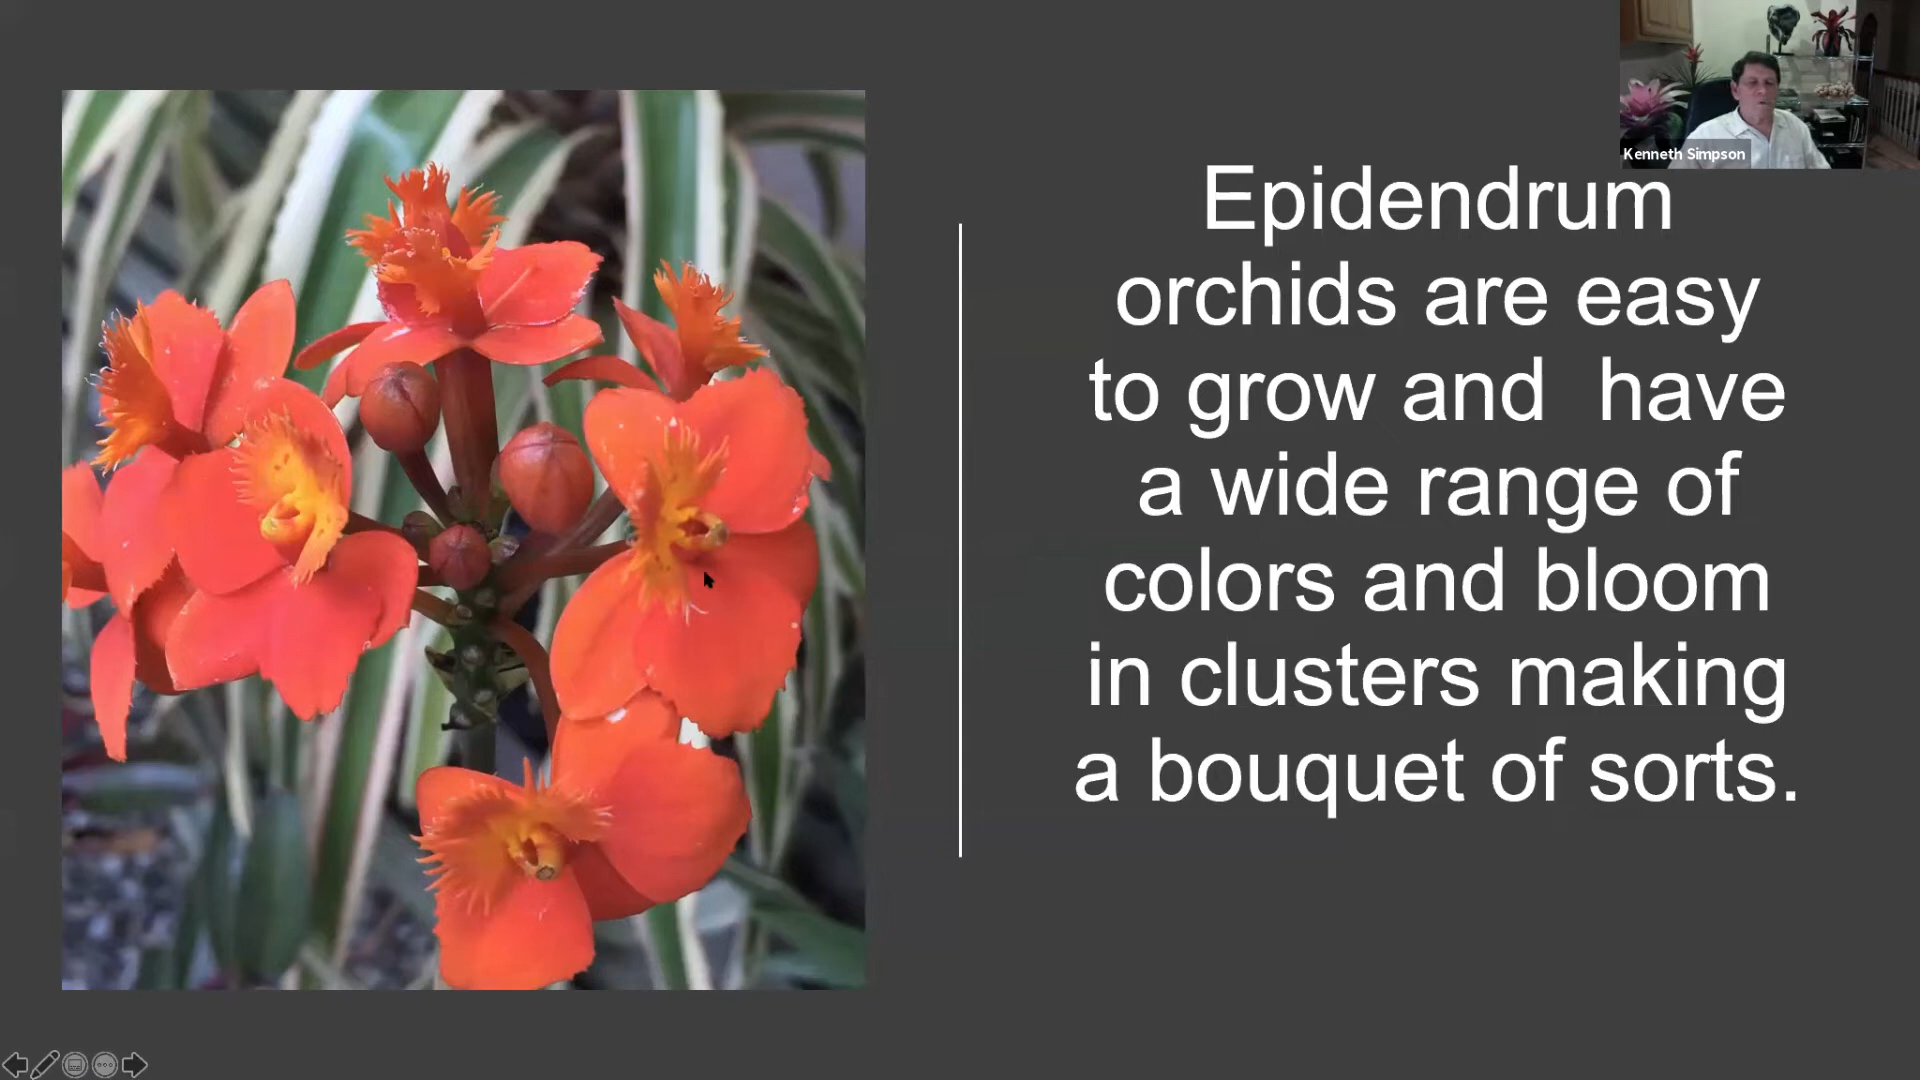 Kenneth Simpson
Epidendrum
orchids are easy
to grow and  have
a wide range of
colors and bloom
in clusters making
a bouquet of sorts.